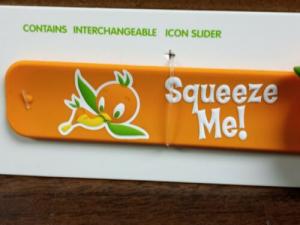 CONTAINS INTERCHANGEABLE ICON SLIDER
Squeeze
Me!